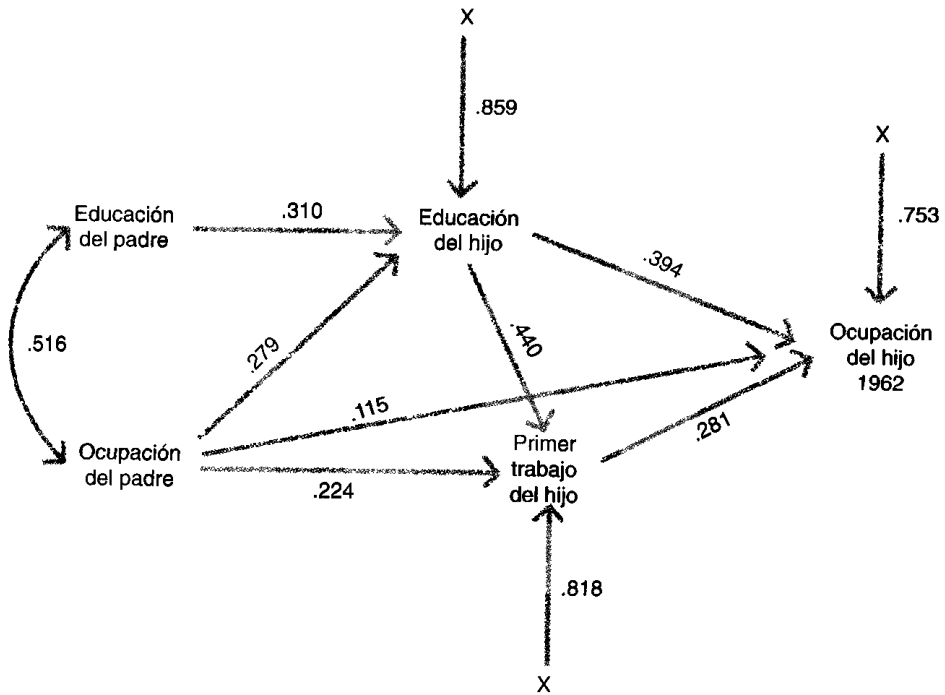 X
.859
X
.753
Educación
del padre
.310
Educación
del hijo
.394
.516
.279
.440
Ocupación
del hijo
1962
.115
.281
Ocupación
del padre
.224
Primer
trabajo
del hijo
.818
X